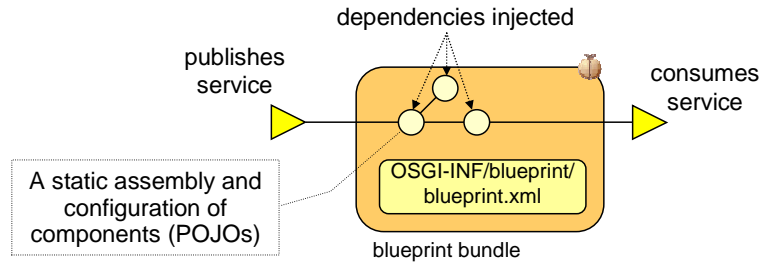 dependencies injected
publishes
service
consumes
service
A static assembly and
configuration of
components (POJOs)
OSGI-INF/blueprint/
blueprint.xml
blueprint bundle